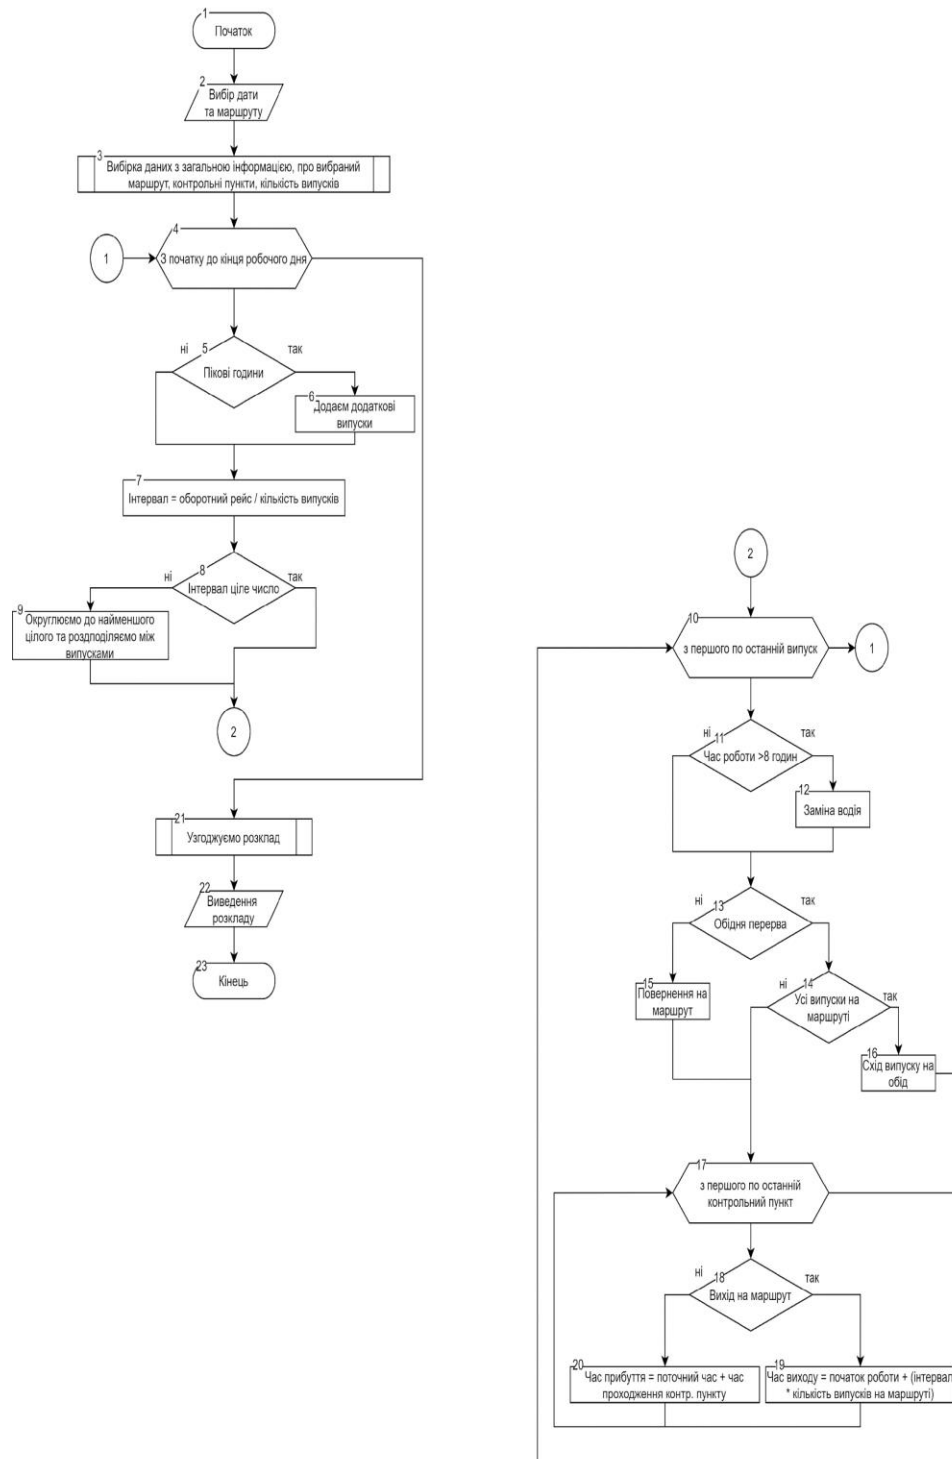 1
Початок
2
Вибір дати
та маршруту
3
Вибірка даних з загальною інформацією, про вибраний
маршрут, контрольні пункти, кількість випусків
4
1
З початку до кінця робочого дня
ні
5
так
Пікові години
6
Додаєм додаткові
випуски
7
Інтервал = оборотний рейс / кількість випусків
ні
8
так
Інтервал ціле число
9
Округлюємо до найменшого
цілого та роздподіляємо між
випусками
2
21
Узгоджуємо розклад
22
Виведення
розкладу
23
Кінець
2
10
з першого по останній випуск
1
ні
11
так
Час роботи >8 годин
12
Заміна водія
ні
13
так
Обідня перерва
15
Повернення на
маршрут
ні
14
так
Усі випуски на
маршруті
16
Схід випуску на
обід
17
з першого по останній
контрольний пункт
ні
18
так
Вихід на маршрут
20
Час прибуття = поточний час + час
проходження контр. пункту
19
Час виходу = початок роботи + (інтервал
* кількість випусків на маршруті)